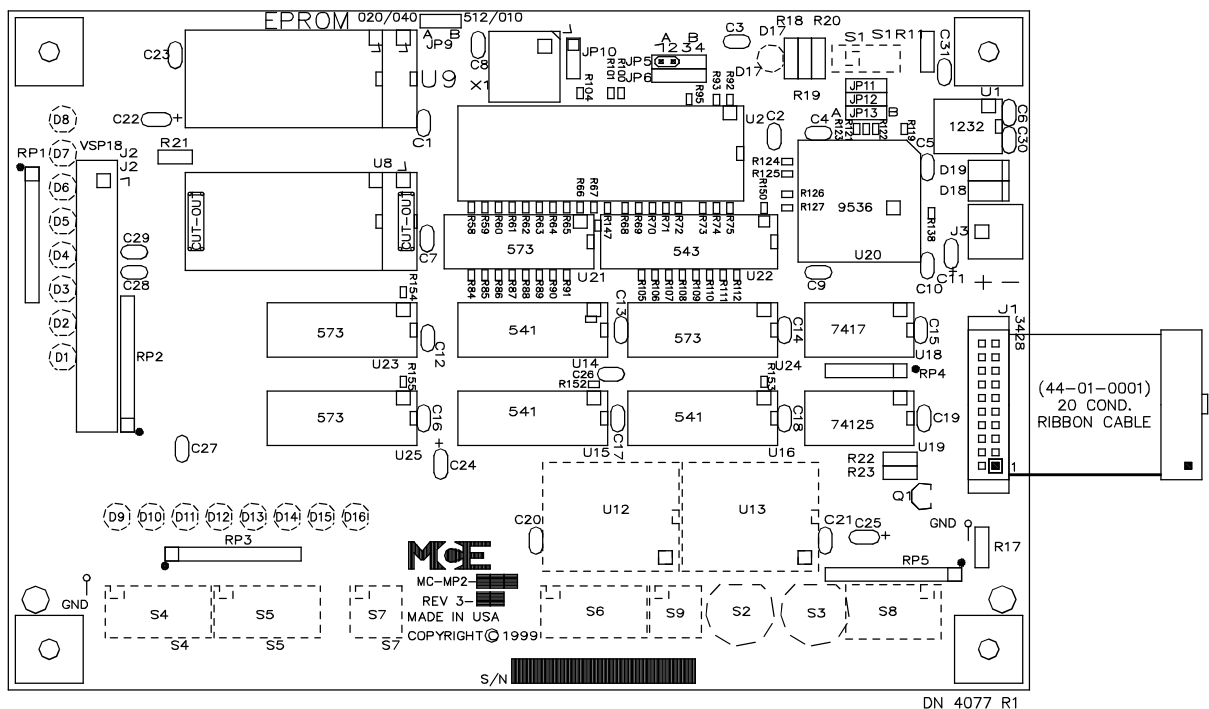 EPROM 020/040 512/010
A B
JP9
C23
U9
C8
X1
JP10
R101
R100
R104
A B
1234
JP5
JP6
R95
R93
R92
C3
D17
D17
R18 R20
R19
S1 S1
R11
C31
U1
1232
C6
C30
JP11
JP12
JP13
A B
R123
R121
R122
R119
D8
C22 +
C1
U2
C2
C4
C5
RP1
D7
VSP18
J2
J2
R21
U8
R124
R125
R126
R127
R150
9536
U20
D19
D18
R138
J3
D6
D5
D4
D3
D2
D1
CUT-OUT
CUT-OUT
R66
R67
R58
R59
R60
R61
R62
R63
R64
R65
R147
R68
R69
R70
R71
R72
R73
R74
R75
573
U21
543
U22
C29
C28
C7
C9
C10
C11
+
+ −
R84
R85
R86
R87
R88
R89
R90
R91
R105
R106
R107
R108
R109
R110
R111
R112
R154
573
U23
C12
541
U14
C13
573
U24
C14
7417
U18
C15
J1
3428
RP2
R155
C26
R152
R153
RP4
(44-01-0001)
20 COND.
RIBBON CABLE
573
U25
C16
541
U15
C17
541
U16
C18
74125
U19
C19
C27
+
C24
R22
R23
1
Q1
D9 D10 D11 D12 D13 D14 D15 D16
C20
U12
U13
C21
C25 +
GND
R17
RP3
RP5
MCE
MC-MP2-
REV 3-
MADE IN USA
COPYRIGHT © 1999
GND
S4
S4
S5
S5
S7
S7
S6
S9
S2
S3
S8
S/N
DN 4077 R1